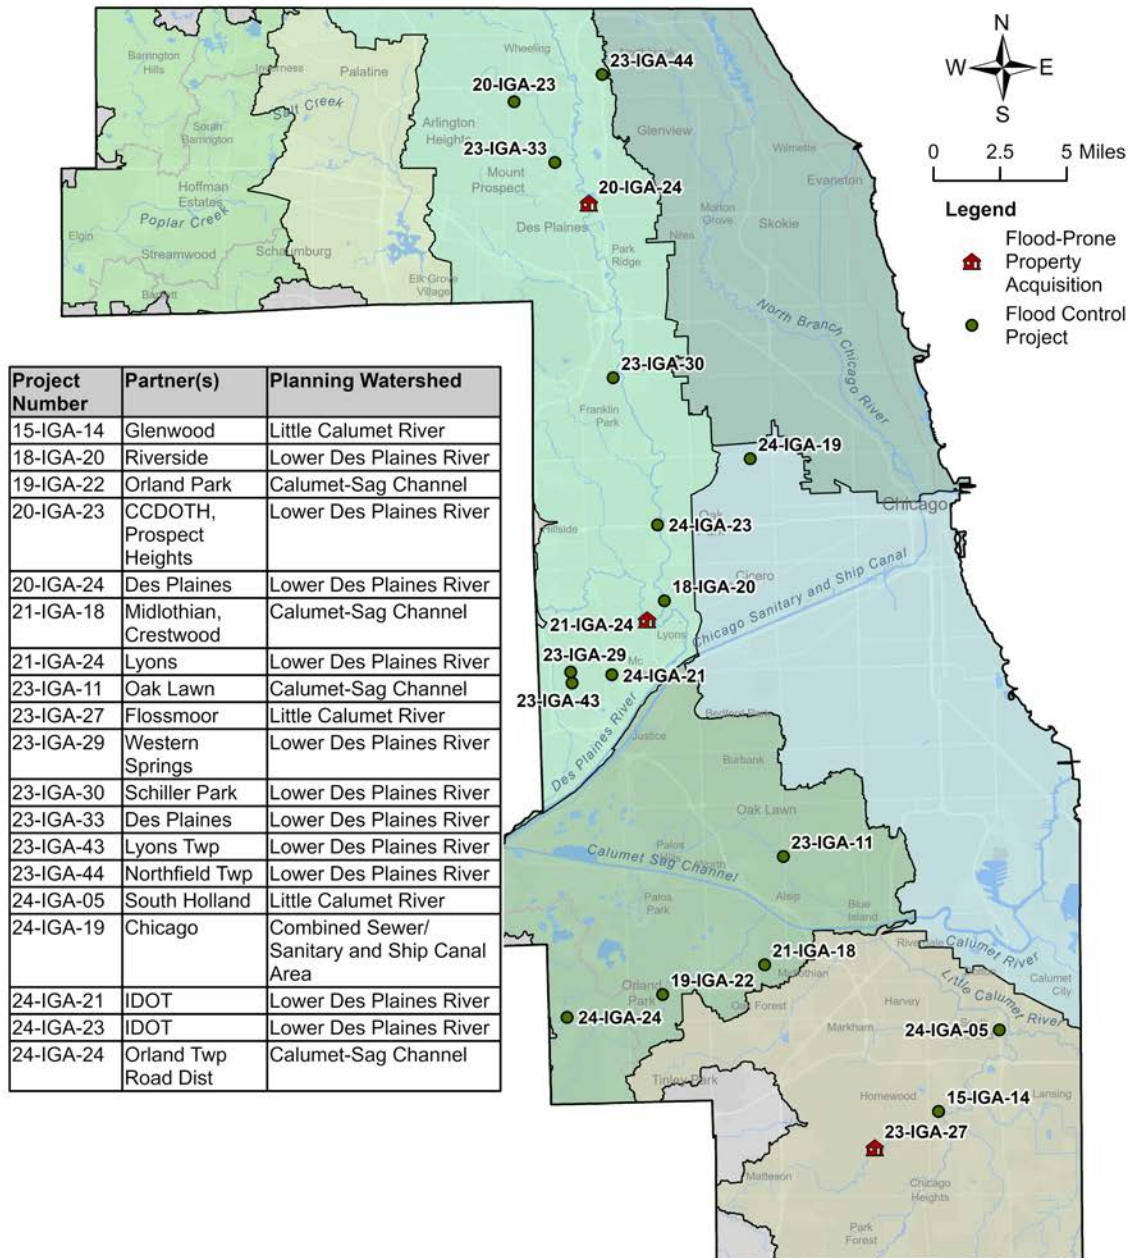 N
W E
S
0 2.5 5 Miles
Legend
Flood-Prone
Property
Acquisition
Flood Control
Project
Barrington
Hills
Inverness
Palatine
Wheeling
Northbrook
23-IGA-44
20-IGA-23
Salt Creek
Arlington
Heights
Glenview
South
Barrington
23-IGA-33
Mount
Prospect
Wilmette
Evanston
Hoffman
Estates
20-IGA-24
Morton
Grove
Skokie
Poplar Creek
Des Plaines
Niles
Elgin
Streamwood
Schaumburg
Park
Ridge
Elk Grove
Village
Bartlett
North Branch Chicago River
23-IGA-30
Franklin
Park
24-IGA-19
Chicago
Hillside
24-IGA-23
Oak
Park
Cicero
18-IGA-20
Chicago Sanitary and Ship Canal
21-IGA-24
Lyons
23-IGA-29
Mc
24-IGA-21
23-IGA-43
Des Plaines River
Bedford Park
Justice
Burbank
Oak Lawn
23-IGA-11
Palos
Hills
Worth
Calumet Sag Channel
Alsip
Palos
Park
Blue
Island
Riverdale
Calumet River
21-IGA-18
Midlothian
Calumet
City
Little Calumet River
19-IGA-22
Orland
Park
Oak Forest
Harvey
24-IGA-24
Markham
24-IGA-05
Tinley Park
Homewood
15-IGA-14
Lansing
23-IGA-27
Matteson
Chicago
Heights
Park
Forest
Project Number Partner(s) Planning Watershed
15-IGA-14 Glenwood Little Calumet River
18-IGA-20 Riverside Lower Des Plaines River
19-IGA-22 Orland Park Calumet-Sag Channel
20-IGA-23 CCDOTH, Lower Des Plaines River
Prospect
Heights
20-IGA-24 Des Plaines Lower Des Plaines River
21-IGA-18 Midlothian, Calumet-Sag Channel
Crestwood
21-IGA-24 Lyons Lower Des Plaines River
23-IGA-11 Oak Lawn Calumet-Sag Channel
23-IGA-27 Flossmoor Little Calumet River
23-IGA-29 Western Lower Des Plaines River
Springs
23-IGA-30 Schiller Park Lower Des Plaines River
23-IGA-33 Des Plaines Lower Des Plaines River
23-IGA-43 Lyons Twp Lower Des Plaines River
23-IGA-44 Northfield Twp Lower Des Plaines River
24-IGA-05 South Holland Little Calumet River
24-IGA-19 Chicago Combined Sewer/
Sanitary and Ship Canal
Area
24-IGA-21 IDOT Lower Des Plaines River
24-IGA-23 IDOT Lower Des Plaines River
24-IGA-24 Orland Twp Calumet-Sag Channel
Road Dist